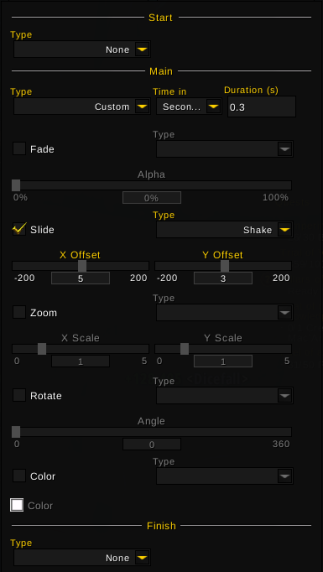 Start
Type
None
Main
Type Time in Duration (s)
Custom Secon... 0.3
Type
Fade
Alpha
0% 0% 100%
Type
Slide Shake
X Offset Y Offset
-200 5 200 -200 3 200
Type
Zoom
X Scale Y Scale
0 1 5 0 1 5
Type
Rotate
Angle
0 0 360
Type
Color
Color
Finish
Type
None